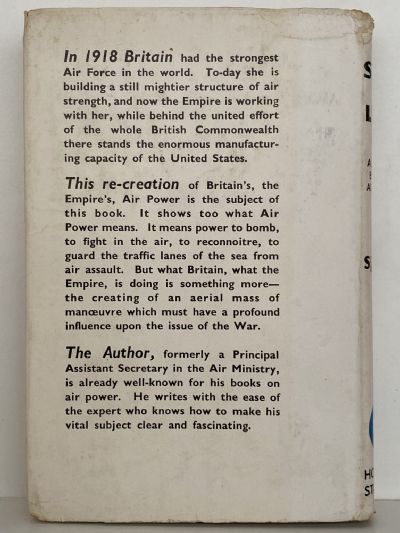 In 1918 Britain had the strongest
Air Force in the world. To-day she is
building a still mightier structure of air
strength, and now the Empire is working
with her, while behind the united effort
of the whole British Commonwealth
there stands the enormous manufactur-
ing capacity of the United States.
This re-creation of Britain's, the
Empire's, Air Power is the subject of
this book. It shows too what Air
Power means. It means power to bomb,
to fight in the air, to reconnoitre, to
guard the traffic lanes of the sea from
air assault. But what Britain, what the
Empire, is doing is something more—
the creating of an aerial mass of
manœuvre which must have a profound
influence upon the issue of the War.
The Author, formerly a Principal
Assistant Secretary in the Air Ministry,
is already well-known for his books on
air power. He writes with the ease of
the expert who knows how to make his
vital subject clear and fascinating.